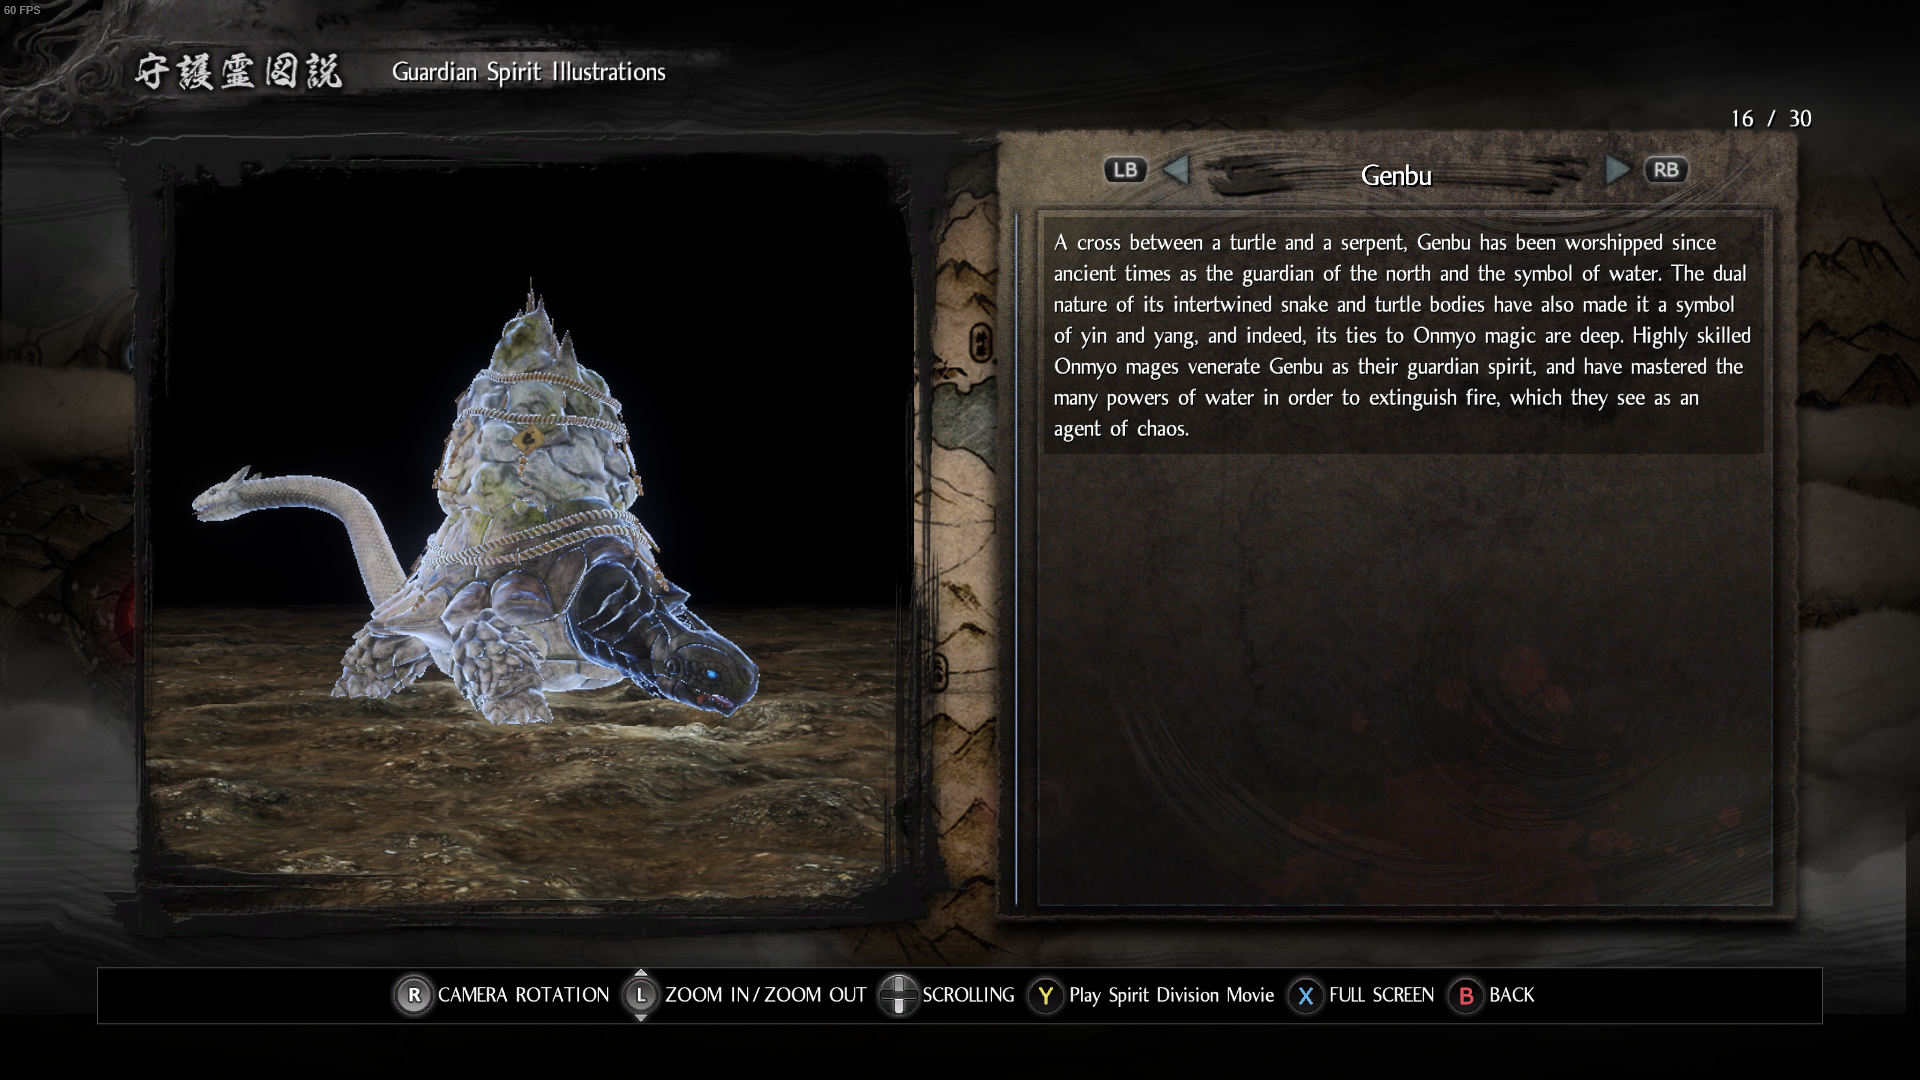 60 FPS
守護霊図説 Guardian Spirit Illustrations
16 / 30
LB Genbu RB
A cross between a turtle and a serpent, Genbu has been worshipped since
ancient times as the guardian of the north and the symbol of water. The dual
nature of its intertwined snake and turtle bodies have also made it a symbol
of yin and yang, and indeed, its ties to Onmyo magic are deep. Highly skilled
Onmyo mages venerate Genbu as their guardian spirit, and have mastered the
many powers of water in order to extinguish fire, which they see as an
agent of chaos.
R CAMERA ROTATION L ZOOM IN/ZOOM OUT SCROLLING Y Play Spirit Division Movie X FULL SCREEN B BACK